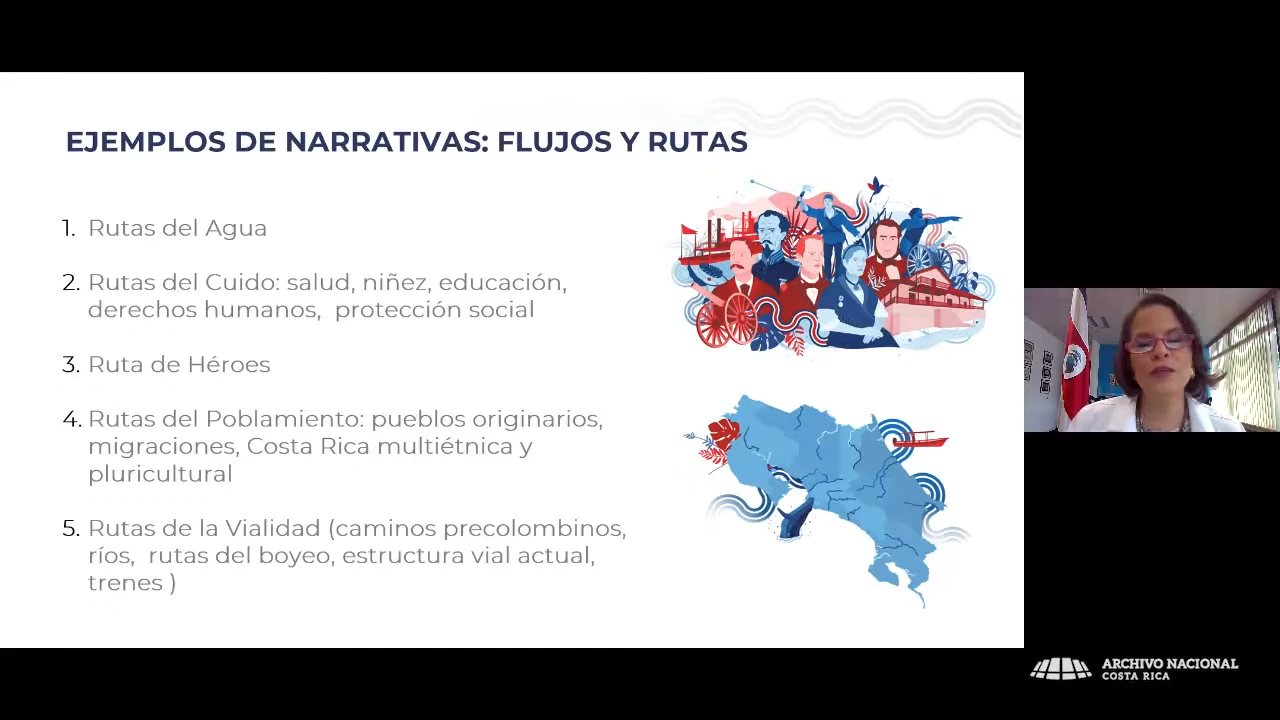 EJEMPLOS DE NARRATIVAS: FLUJOS Y RUTAS
1. Rutas del Agua
2. Rutas del Cuido: salud, niñez, educación,
derechos humanos, protección social
3. Ruta de Héroes
4. Rutas del Poblamiento: pueblos originarios,
migraciones, Costa Rica multiétnica y
pluricultural
5. Rutas de la Vialidad (caminos precolombinos,
ríos, rutas del boyeo, estructura vial actual,
trenes )
ARCHIVO NACIONAL
COSTA RICA